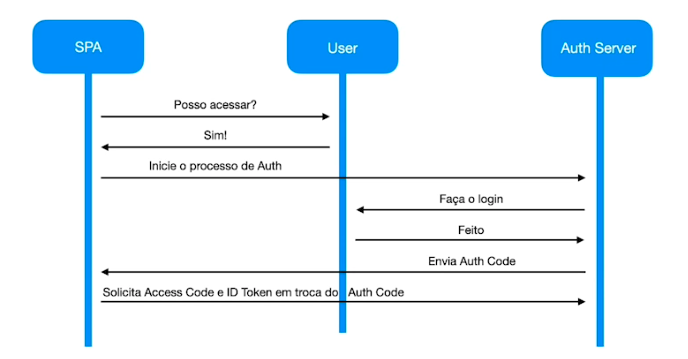 SPA
User
Auth Server
Posso acessar?
Sim!
Inicie o processo de Auth
Faça o login
Feito
Envia Auth Code
Solicita Access Code e ID Token em troca do Auth Code